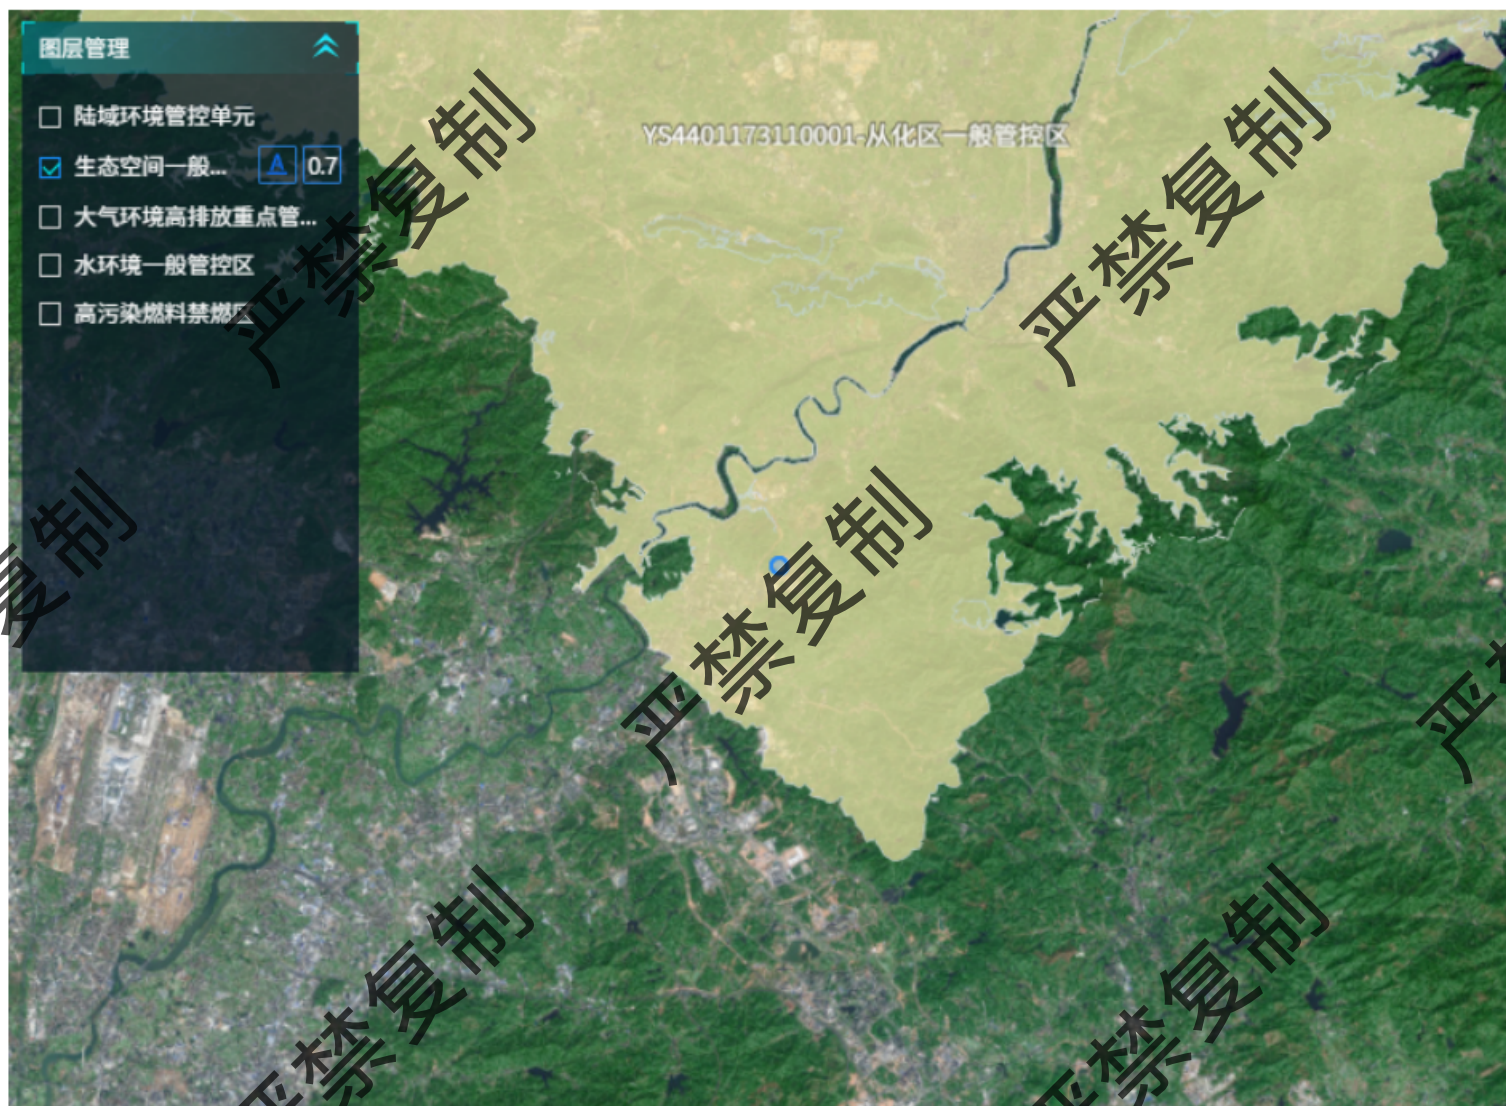 图层管理
陆域环境管控单元
生态空间一般... A 0.7
大气环境高排放重点管...
水环境一般管控区
高污染燃料禁燃区
YS4401173110001-从化区一般管控区
严禁复制
严禁复制
复制
严禁复制
严禁
严禁复制
严禁复制